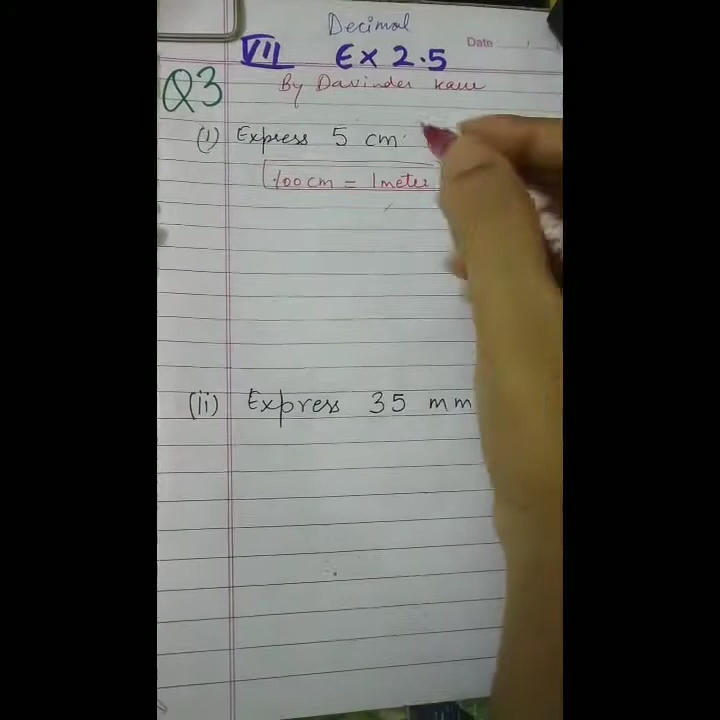 Decimal
VII Ex 2.5 Date
By Davinder kaur
Q3
(i) Express 5 cm
100 cm = 1 meter
(ii) Express 35 mm